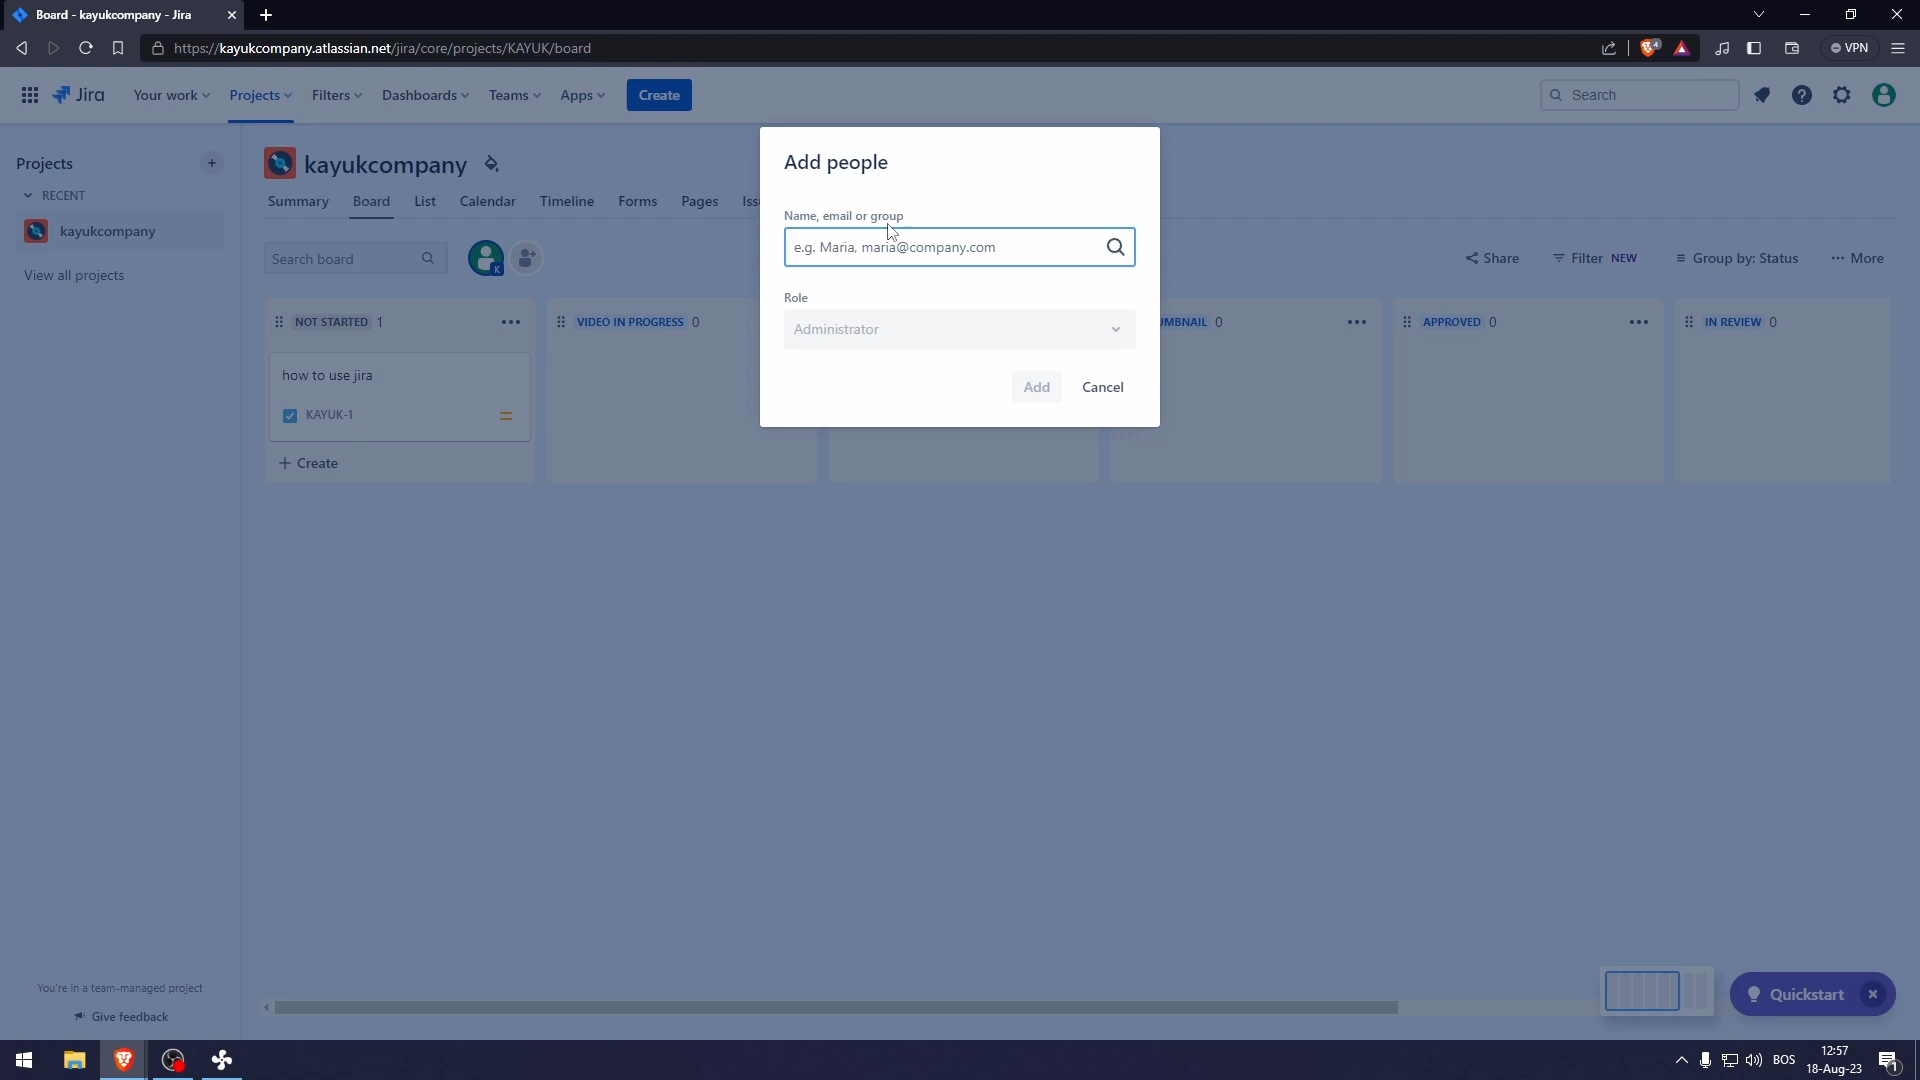 Board - kayukcompany - Jira
https://kayukcompany.atlassian.net/jira/core/projects/KAYUK/board
4
VPN
Jira
Your work
Projects
Filters
Dashboards
Teams
Apps
Create
Search
Projects
RECENT
kayukcompany
View all projects
kayukcompany
Summary
Board
List
Calendar
Timeline
Forms
Pages
Search board
K
Share
Filter NEW
Group by: Status
More
NOT STARTED 1
how to use jira
KAYUK-1
Create
VIDEO IN PROGRESS 0
UMBNAIL 0
APPROVED 0
IN REVIEW 0
Add people
Name, email or group
e.g. Maria, maria@company.com
Role
Administrator
Add
Cancel
You're in a team-managed project
Give feedback
Quickstart
BOS
12:57
18-Aug-23
1